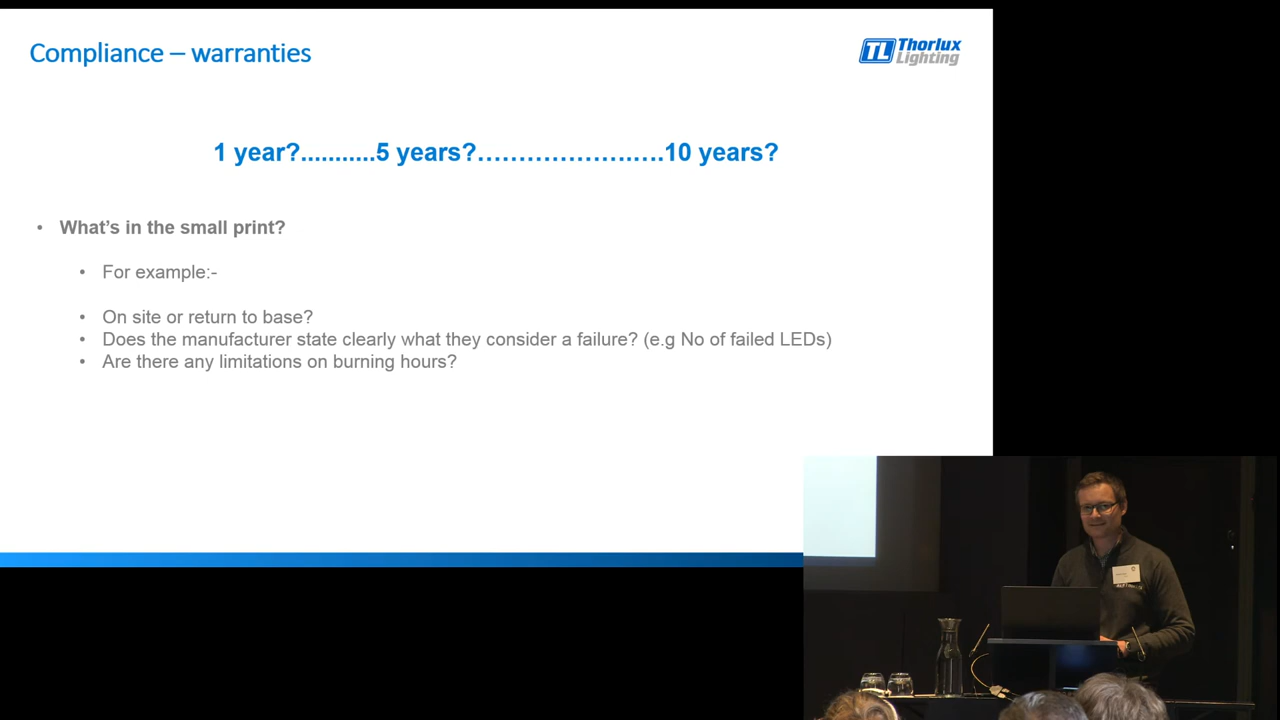 Compliance – warranties
TL Thorlux
Lighting
1 year?...........5 years?…………………..….10 years?
• What's in the small print?
• For example:-
• On site or return to base?
• Does the manufacturer state clearly what they consider a failure? (e.g No of failed LEDs)
• Are there any limitations on burning hours?